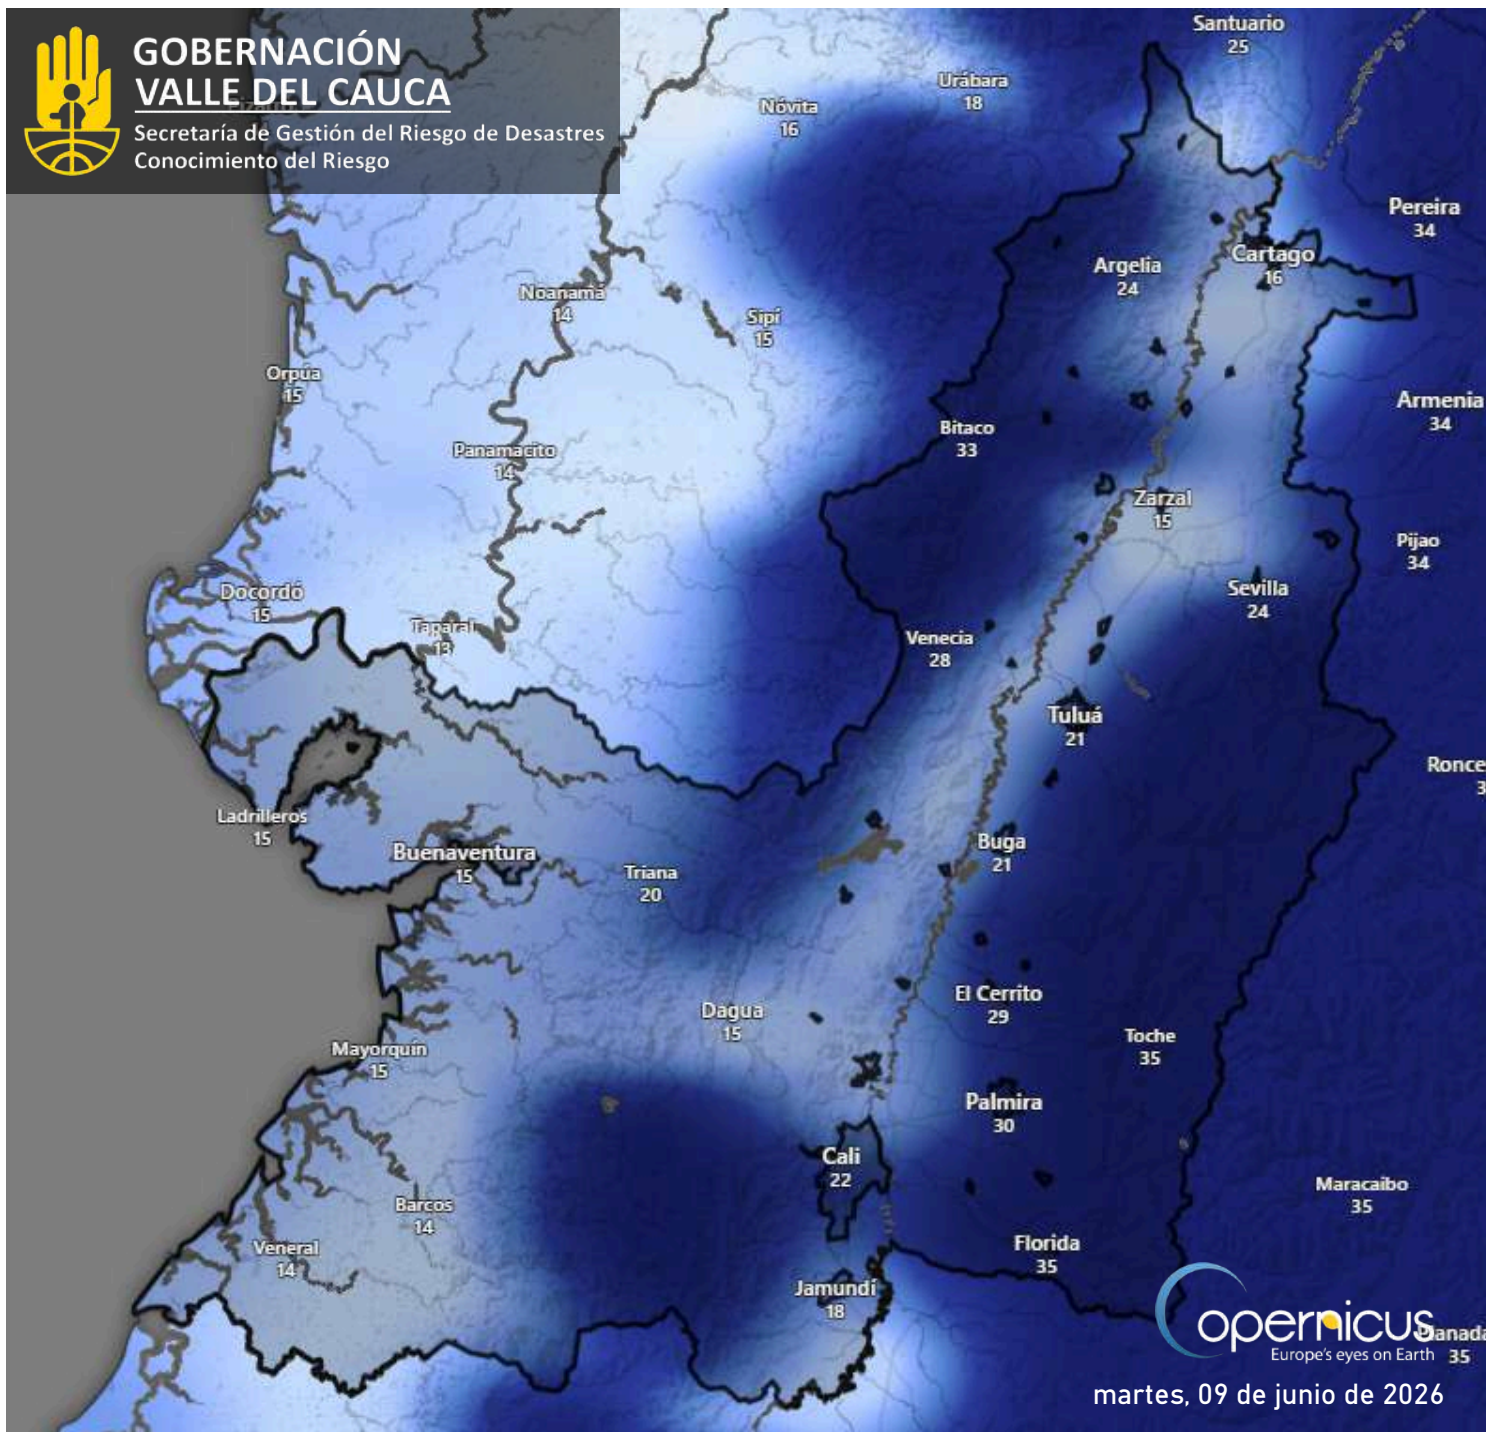 GOBERNACIÓN
VALLE DEL CAUCA
Secretaría de Gestión del Riesgo de Desastres
Conocimiento del Riesgo
Santuario
25
Urábara
18
Nóvita
16
Pereira
34
Cartago
16
Argelia
24
Noanamá
14
Sipí
15
Orpúa
15
Armenia
34
Bitaco
33
Panamacito
14
Zarzal
15
Pijao
34
Sevilla
24
Docordó
15
Taparal
13
Venecia
28
Tuluá
21
Ronce
3
Ladrilleros
15
Buenaventura
15
Buga
21
Triana
20
El Cerrito
29
Dagua
15
Toche
35
Mayorquín
15
Palmira
30
Cali
22
Maracaibo
35
Barcos
14
Veneral
14
Florida
35
Jamundí
18
opernicus
Europe's eyes on Earth
Planada
35
martes, 09 de junio de 2026